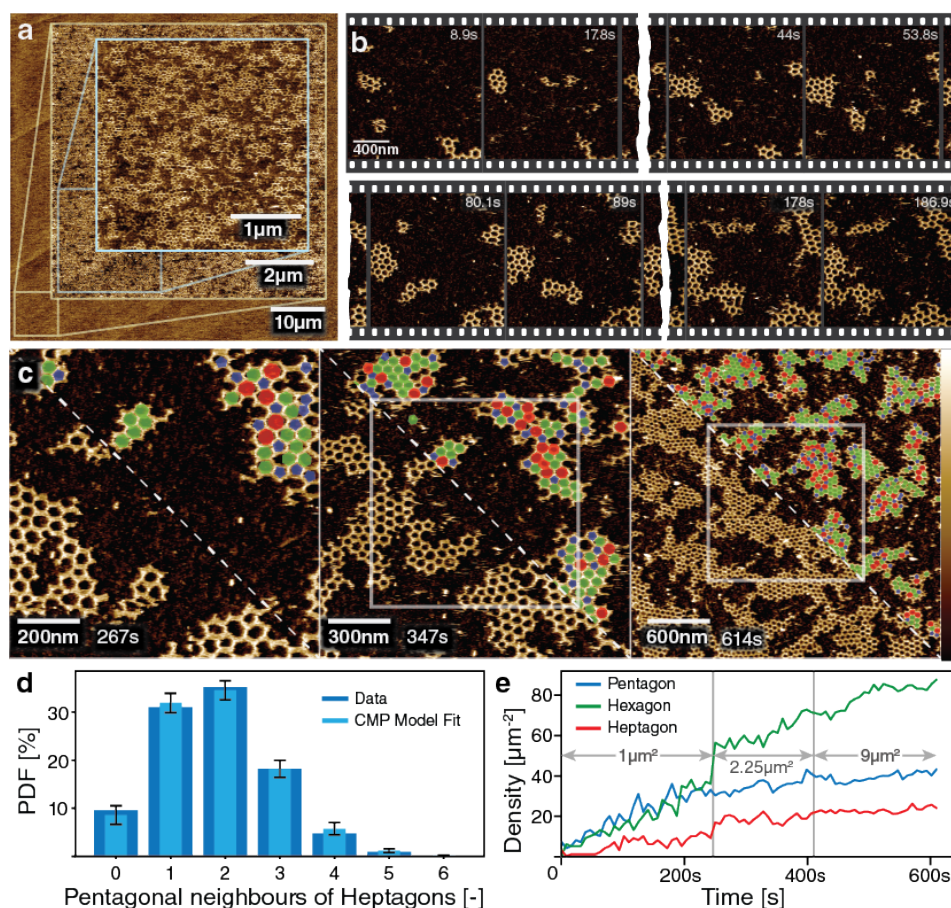 a
1µm
2µm
10µm
b
8.9s
17.8s
44s
53.8s
400nm
80.1s
89s
178s
186.9s
c
200nm 267s
300nm 347s
600nm 614s
d
PDF [%]
30
10
Data
CMP Model Fit
0 1 2 3 4 5 6
Pentagonal neighbours of Heptagons [-]
e
Density [µm⁻²]
80
60
40
20
Pentagon
Hexagon
Heptagon
1µm²
2.25µm²
9µm²
0 200s 400s 600s
Time [s]